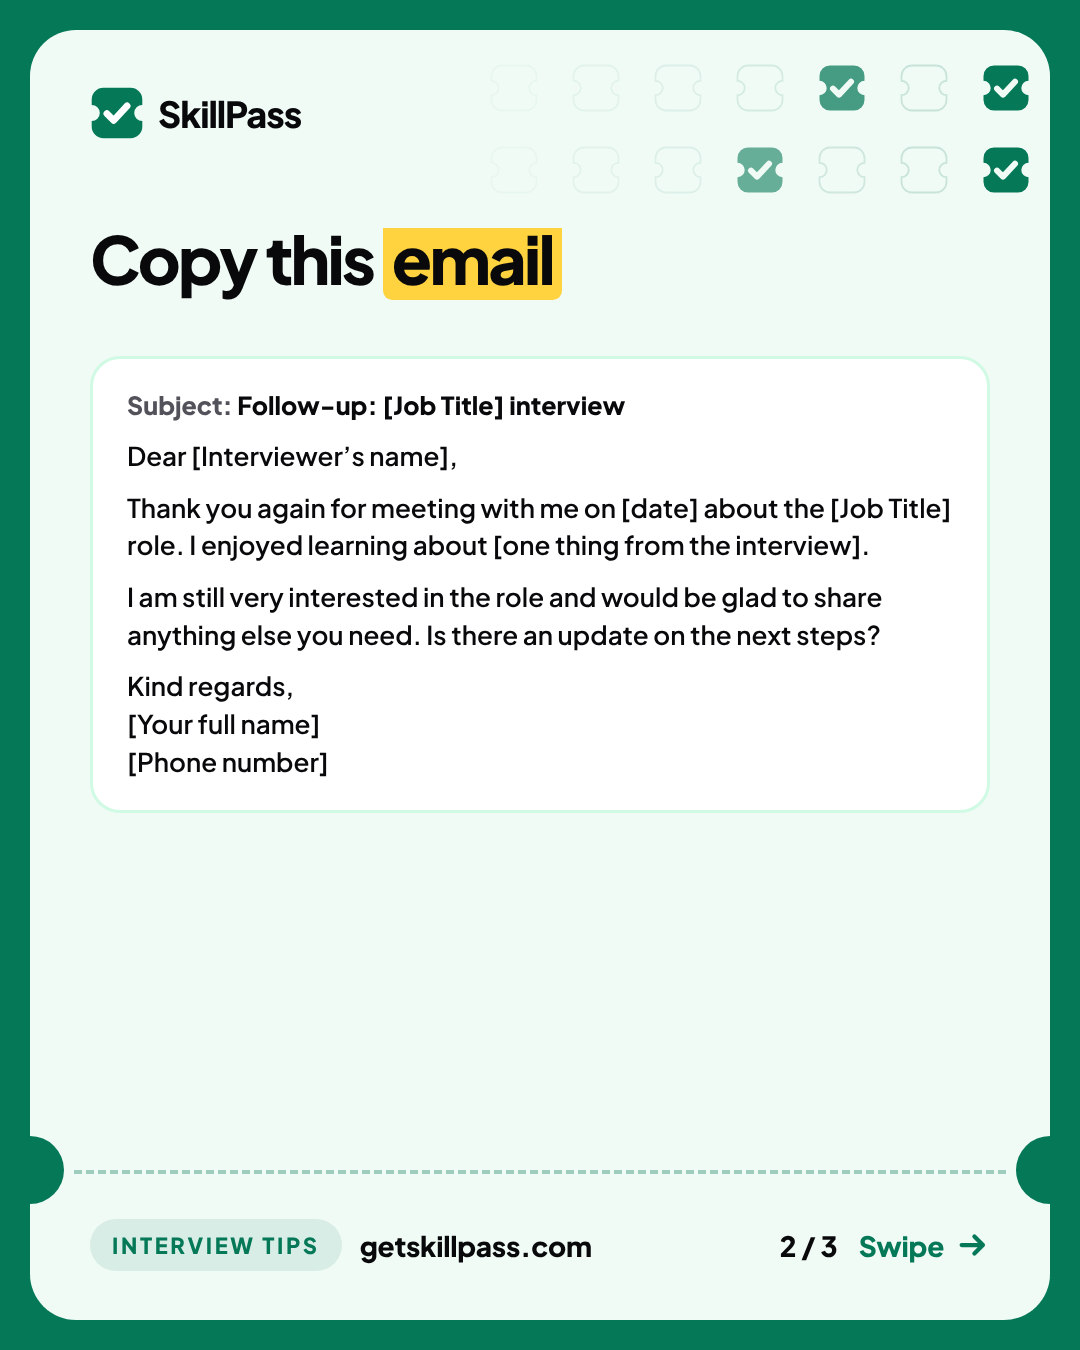 SkillPass
Copy this email
Subject: Follow-up: [Job Title] interview
Dear [Interviewer’s name],
Thank you again for meeting with me on [date] about the [Job Title]
role. I enjoyed learning about [one thing from the interview].
I am still very interested in the role and would be glad to share
anything else you need. Is there an update on the next steps?
Kind regards,
[Your full name]
[Phone number]
INTERVIEW TIPS getskillpass.com 2 / 3 Swipe →